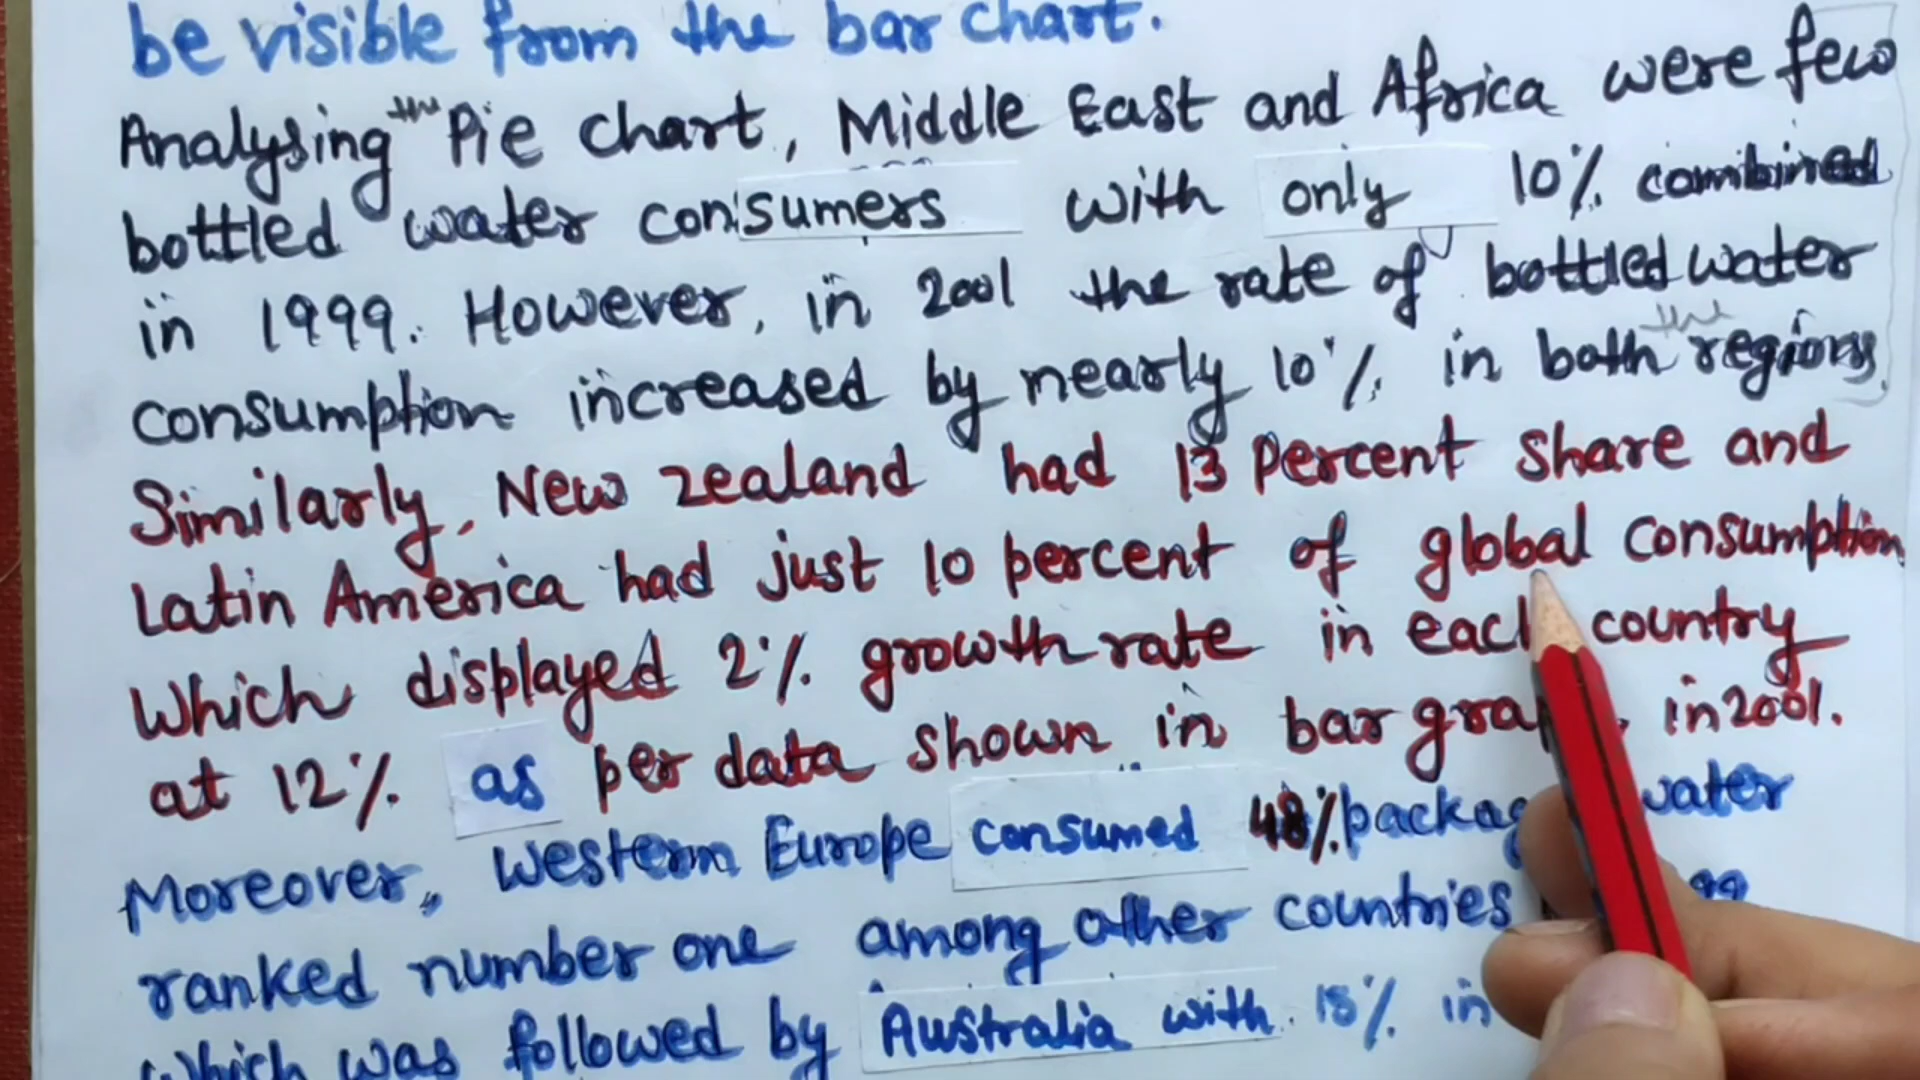 be visible from the bar chart.
Analysing the Pie chart, Middle East and Africa were few
bottled water consumers with only 10% combined
in 1999. However, in 2001 the rate of bottled water
consumption increased by nearly 10% in both the regions.
Similarly, New zealand had 13 Percent share and
Latin America had just 10 percent of global consumption
Which displayed 2% growth rate in each country
at 12% as per data shown in bar gra in 2001.
Moreover, Western Europe consumed 48% packag water
ranked number one among other countries 99
which was followed by Australia with 18% in